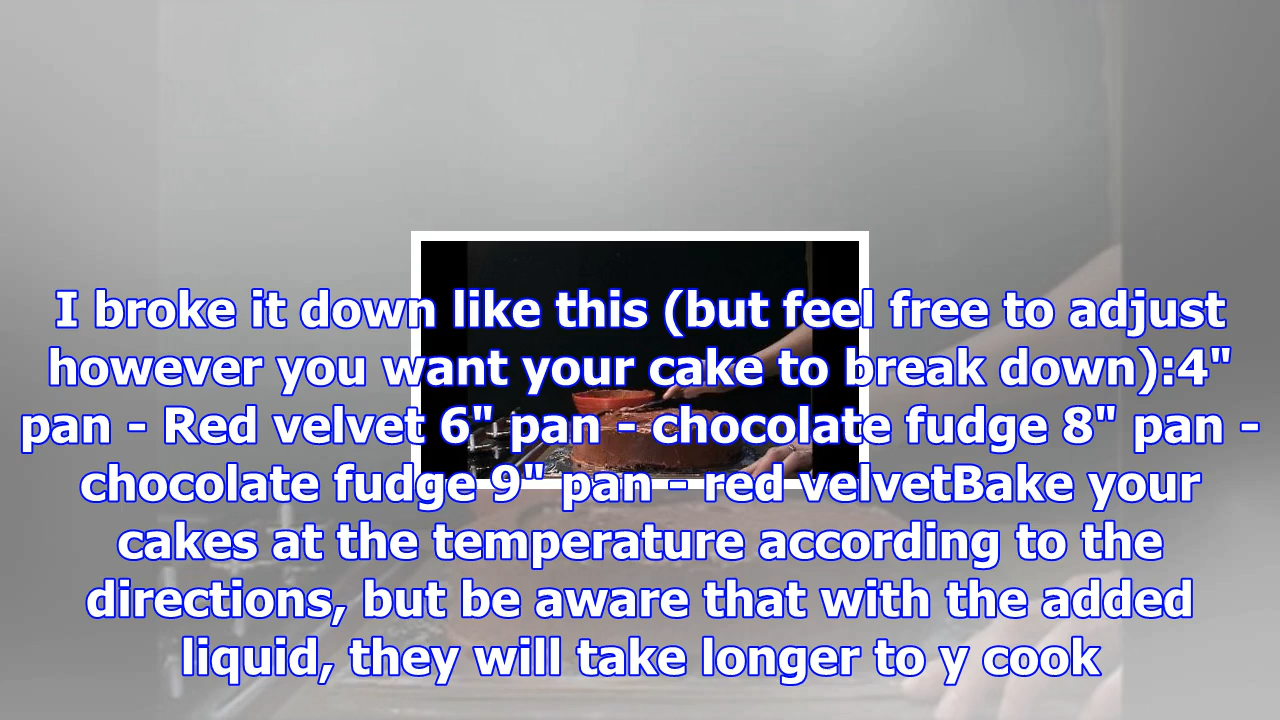 I broke it down like this (but feel free to adjust
however you want your cake to break down):4"
pan - Red velvet 6" pan - chocolate fudge 8" pan -
chocolate fudge 9" pan - red velvetBake your
cakes at the temperature according to the
directions, but be aware that with the added
liquid, they will take longer to y cook